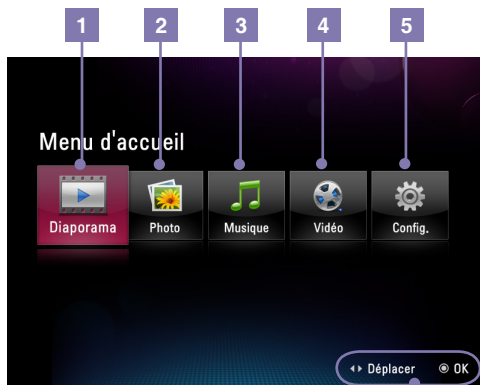 1 2 3 4 5
Menu d'accueil
Diaporama Photo Musique Vidéo Config.
Déplacer OK